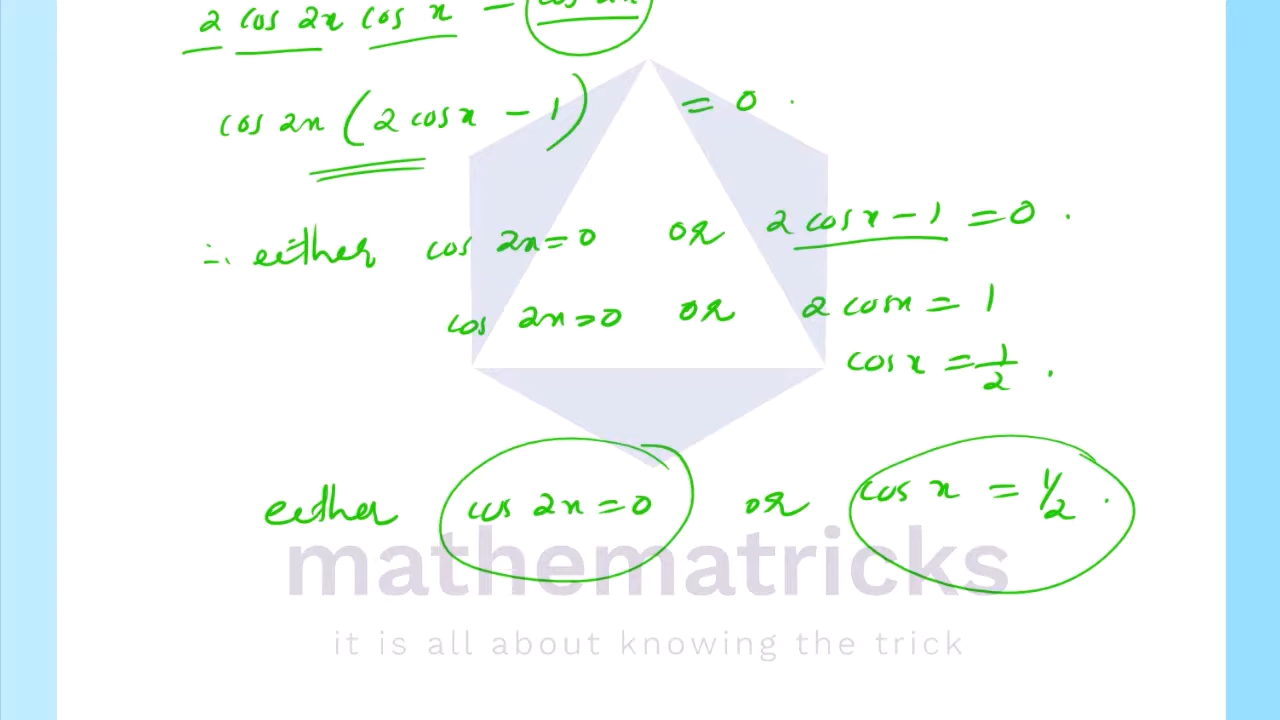 2 cos 2x cos x -
cos 2x (2 cos x - 1) = 0 .
∴ either cos 2x = 0 or 2 cos x - 1 = 0 .
cos 2x = 0 or 2 cos x = 1
cos x = 1/2 .
either cos 2x = 0 or cos x = 1/2 .
mathematricks
it is all about knowing the trick